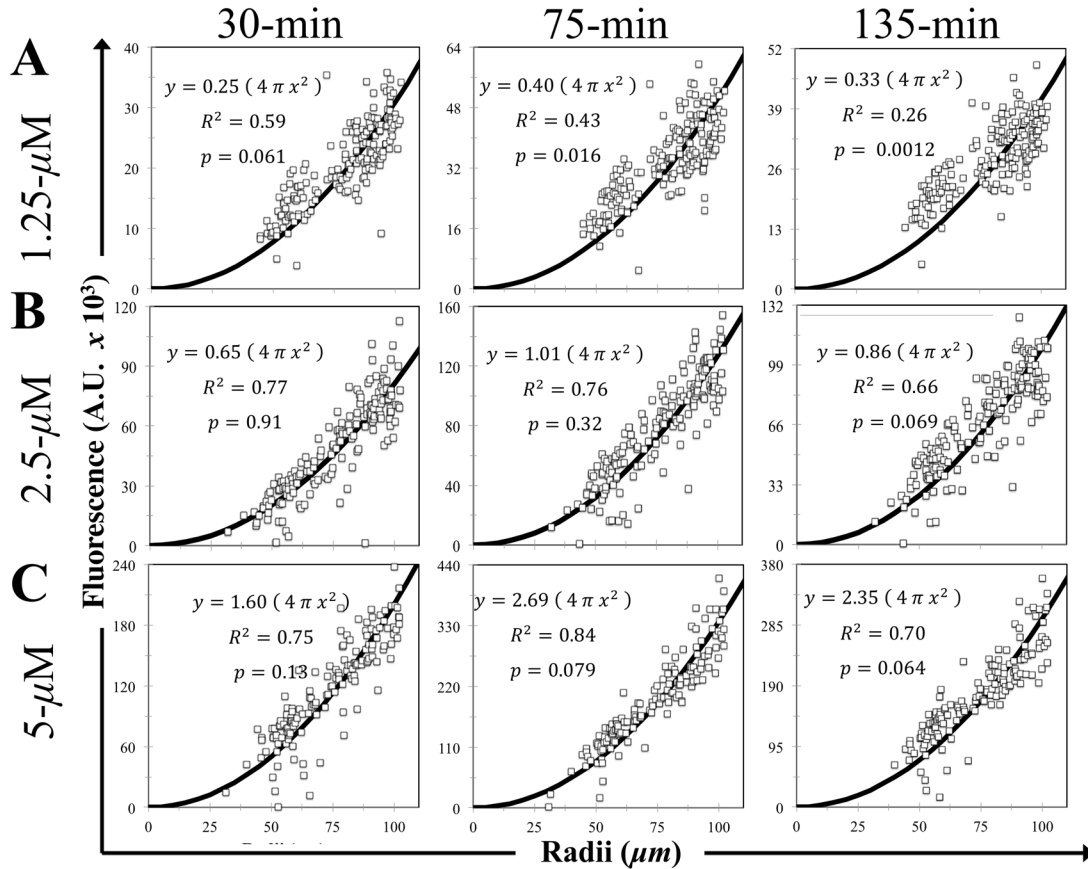 30-min 75-min 135-min
A
1.25-μM
40
30
20
10
0
y = 0.25 ( 4 π x² )
R² = 0.59
p = 0.061
64
48
32
16
0
y = 0.40 ( 4 π x² )
R² = 0.43
p = 0.016
52
39
26
13
0
y = 0.33 ( 4 π x² )
R² = 0.26
p = 0.0012
Fluorescence (A.U. x 10³)
B
2.5-μM
120
90
60
30
0
y = 0.65 ( 4 π x² )
R² = 0.77
p = 0.91
160
120
80
40
0
y = 1.01 ( 4 π x² )
R² = 0.76
p = 0.32
132
99
66
33
0
y = 0.86 ( 4 π x² )
R² = 0.66
p = 0.069
C
5-μM
240
180
120
60
0
y = 1.60 ( 4 π x² )
R² = 0.75
p = 0.13
0 25 50 75 100
440
330
220
110
0
y = 2.69 ( 4 π x² )
R² = 0.84
p = 0.079
0 25 50 75 100
380
285
190
95
0
y = 2.35 ( 4 π x² )
R² = 0.70
p = 0.064
0 25 50 75 100
Radii (μm)